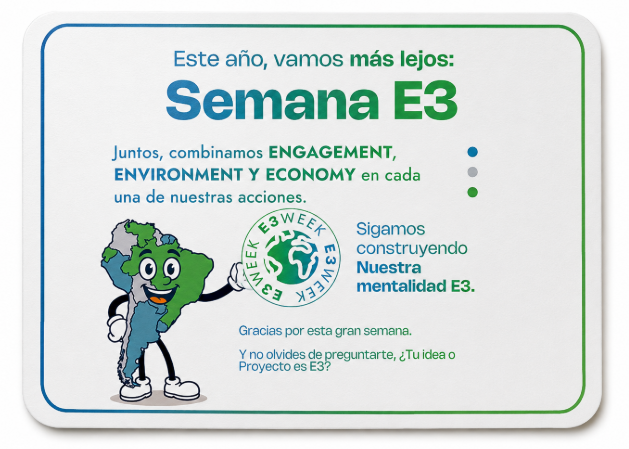 Este año, vamos más lejos:
Semana E3
Juntos, combinamos ENGAGEMENT,
ENVIRONMENT Y ECONOMY en cada
una de nuestras acciones.
E3WEEK E3WEEK E3WEEK
Sigamos
construyendo
Nuestra
mentalidad E3.
Gracias por esta gran semana.
Y no olvides de preguntarte, ¿Tu idea o
Proyecto es E3?